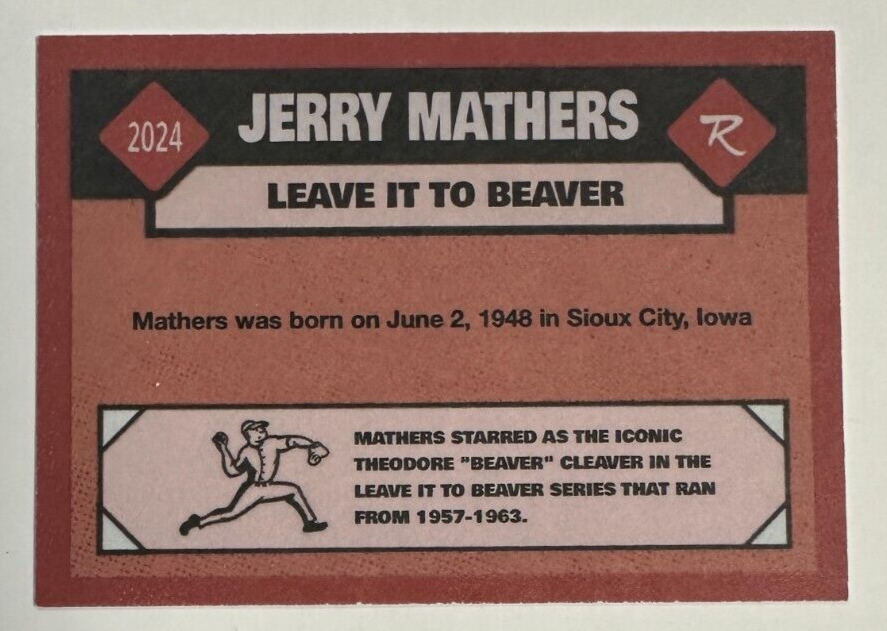 2024
JERRY MATHERS
R
LEAVE IT TO BEAVER
Mathers was born on June 2, 1948 in Sioux City, Iowa
MATHERS STARRED AS THE ICONIC
THEODORE "BEAVER" CLEAVER IN THE
LEAVE IT TO BEAVER SERIES THAT RAN
FROM 1957-1963.